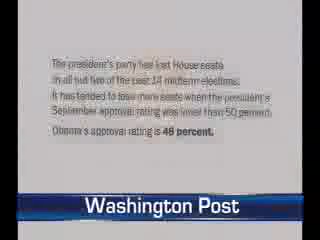 The president's party has lost House seats
in all but two of the past 14 midterm elections.
It has tended to lose more seats when the president's
September approval rating was lower than 50 percent.
Obama's approval rating is 48 percent.
Washington Post